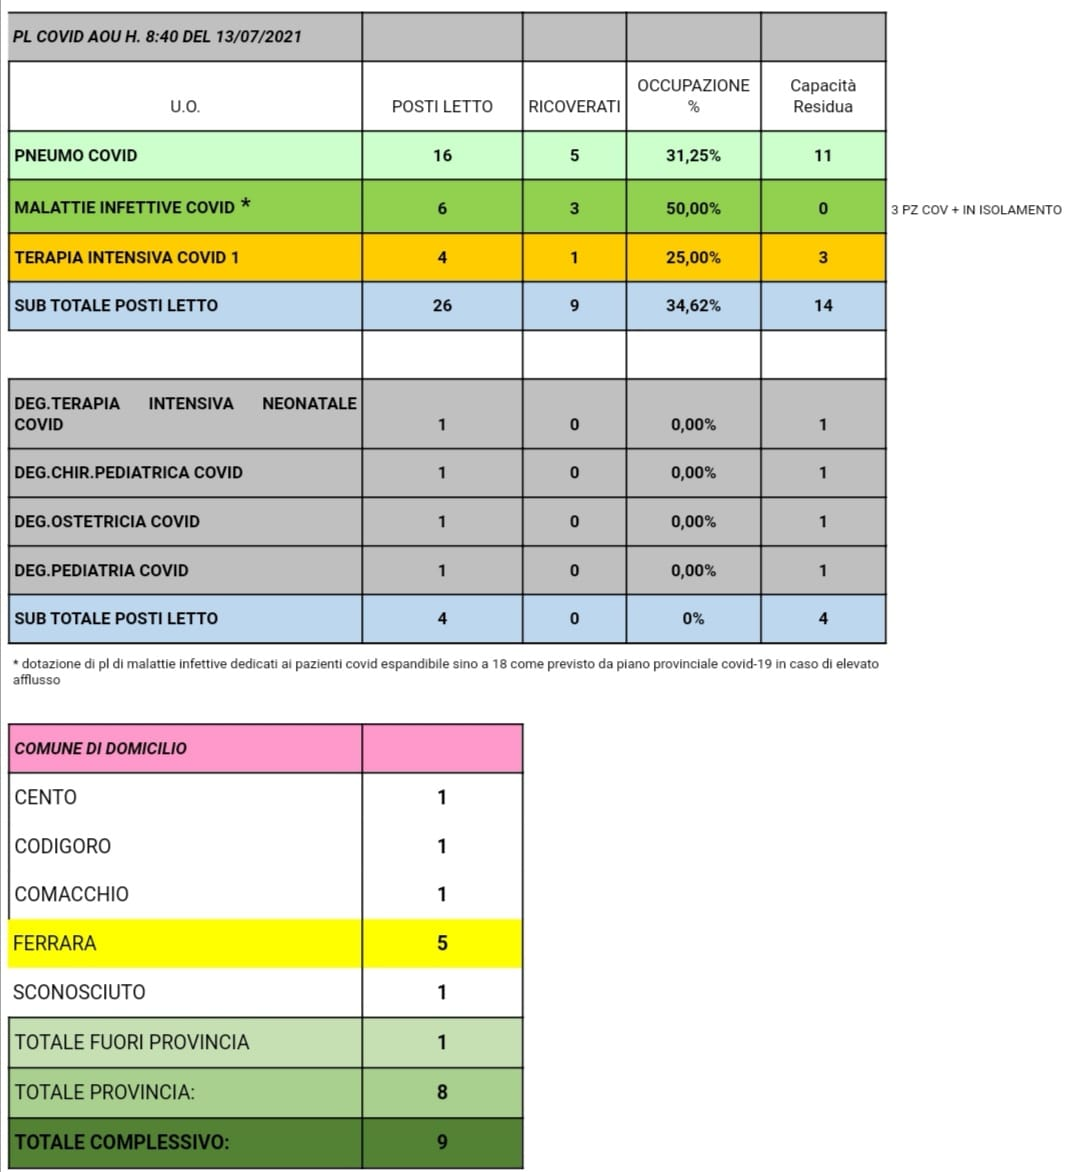 PL COVID AOU H. 8:40 DEL 13/07/2021
U.O. POSTI LETTO RICOVERATI OCCUPAZIONE % Capacità Residua
PNEUMO COVID 16 5 31,25% 11
MALATTIE INFETTIVE COVID * 6 3 50,00% 0 3 PZ COV + IN ISOLAMENTO
TERAPIA INTENSIVA COVID 1 4 1 25,00% 3
SUB TOTALE POSTI LETTO 26 9 34,62% 14
DEG.TERAPIA INTENSIVA NEONATALE
COVID 1 0 0,00% 1
DEG.CHIR.PEDIATRICA COVID 1 0 0,00% 1
DEG.OSTETRICIA COVID 1 0 0,00% 1
DEG.PEDIATRIA COVID 1 0 0,00% 1
SUB TOTALE POSTI LETTO 4 0 0% 4
* dotazione di pl di malattie infettive dedicati ai pazienti covid espandibile sino a 18 come previsto da piano provinciale covid-19 in caso di elevato
afflusso
COMUNE DI DOMICILIO
CENTO 1
CODIGORO 1
COMACCHIO 1
FERRARA 5
SCONOSCIUTO 1
TOTALE FUORI PROVINCIA 1
TOTALE PROVINCIA: 8
TOTALE COMPLESSIVO: 9